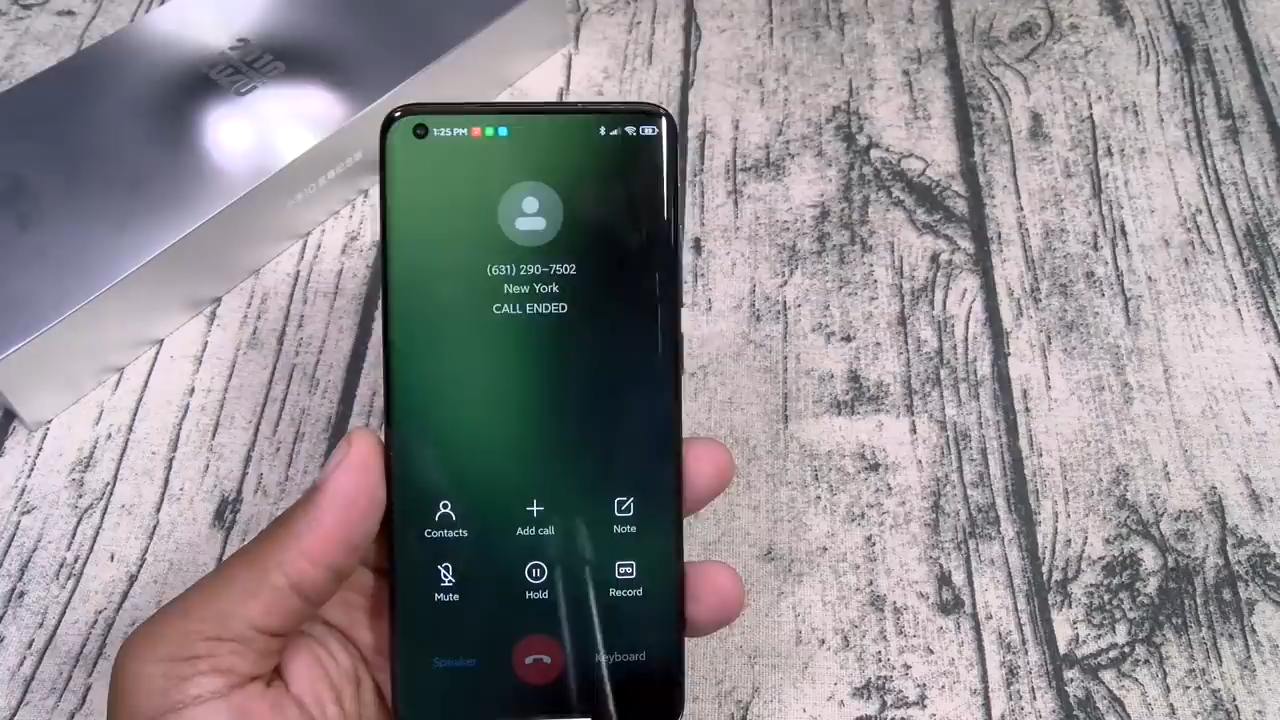 1:25 PM
89
(631) 290-7502
New York
CALL ENDED
Contacts
Add call
Note
Mute
Hold
Record
Speaker
Keyboard